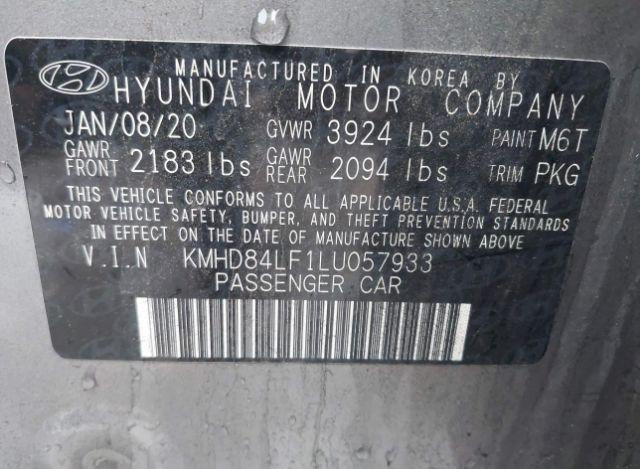 MANUFACTURED IN KOREA BY
HYUNDAI MOTOR COMPANY
JAN/08/20 GVWR 3924 lbs PAINT M6T
GAWR FRONT 2183 lbs GAWR REAR 2094 lbs TRIM PKG
THIS VEHICLE CONFORMS TO ALL APPLICABLE U.S.A. FEDERAL
MOTOR VEHICLE SAFETY, BUMPER, AND THEFT PREVENTION STANDARDS
IN EFFECT ON THE DATE OF MANUFACTURE SHOWN ABOVE.
V.I.N KMHD84LF1LU057933
PASSENGER CAR